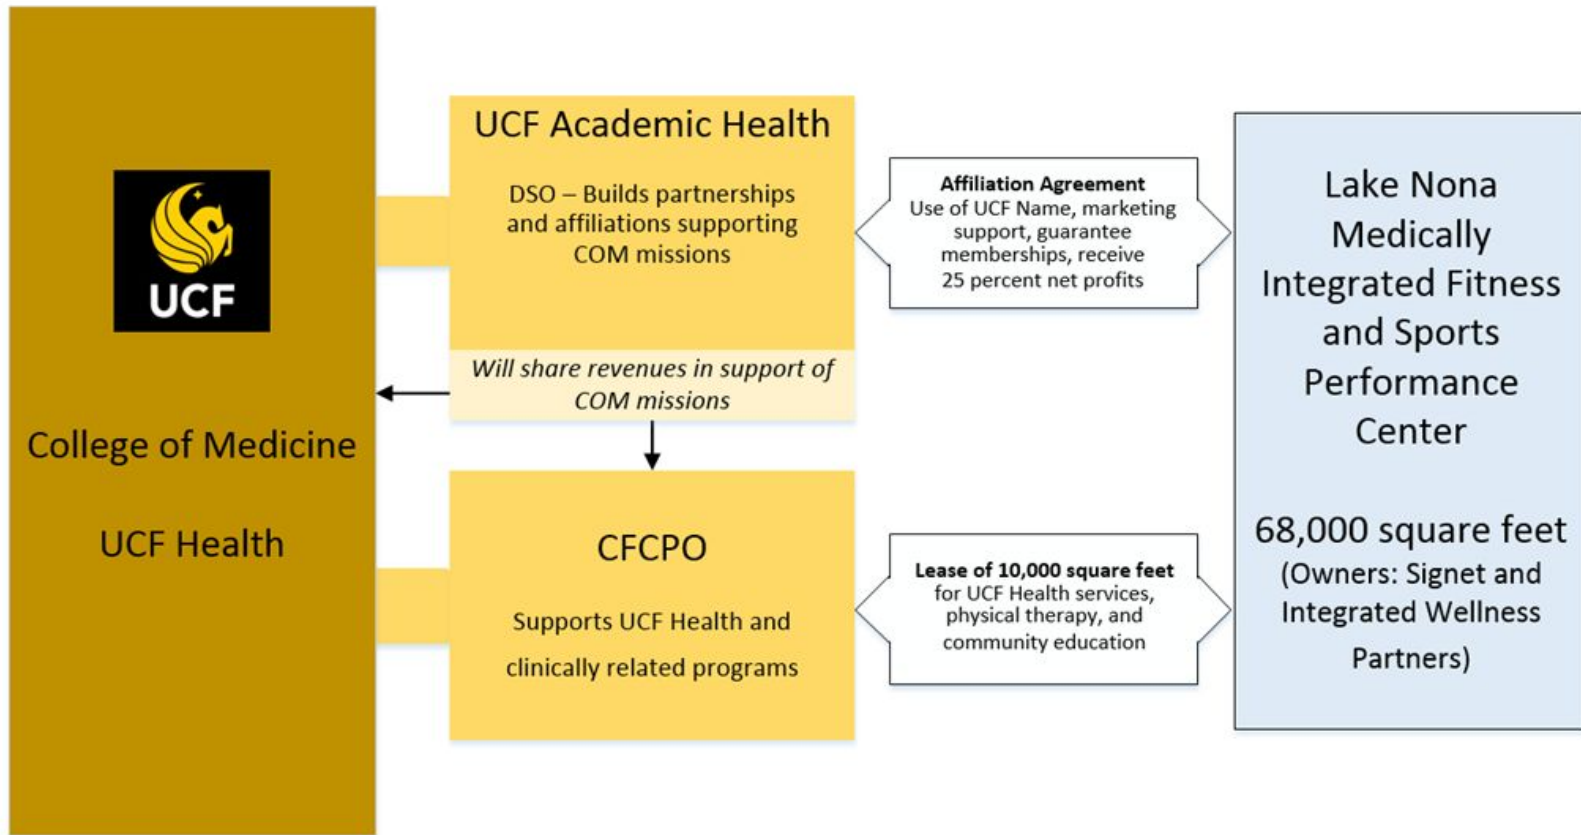 UCF
College of Medicine
UCF Health
UCF Academic Health
DSO – Builds partnerships
and affiliations supporting
COM missions
Will share revenues in support of
COM missions
CFCPO
Supports UCF Health and
clinically related programs
Affiliation Agreement
Use of UCF Name, marketing
support, guarantee
memberships, receive
25 percent net profits
Lease of 10,000 square feet
for UCF Health services,
physical therapy, and
community education
Lake Nona
Medically
Integrated Fitness
and Sports
Performance
Center
68,000 square feet
(Owners: Signet and
Integrated Wellness
Partners)